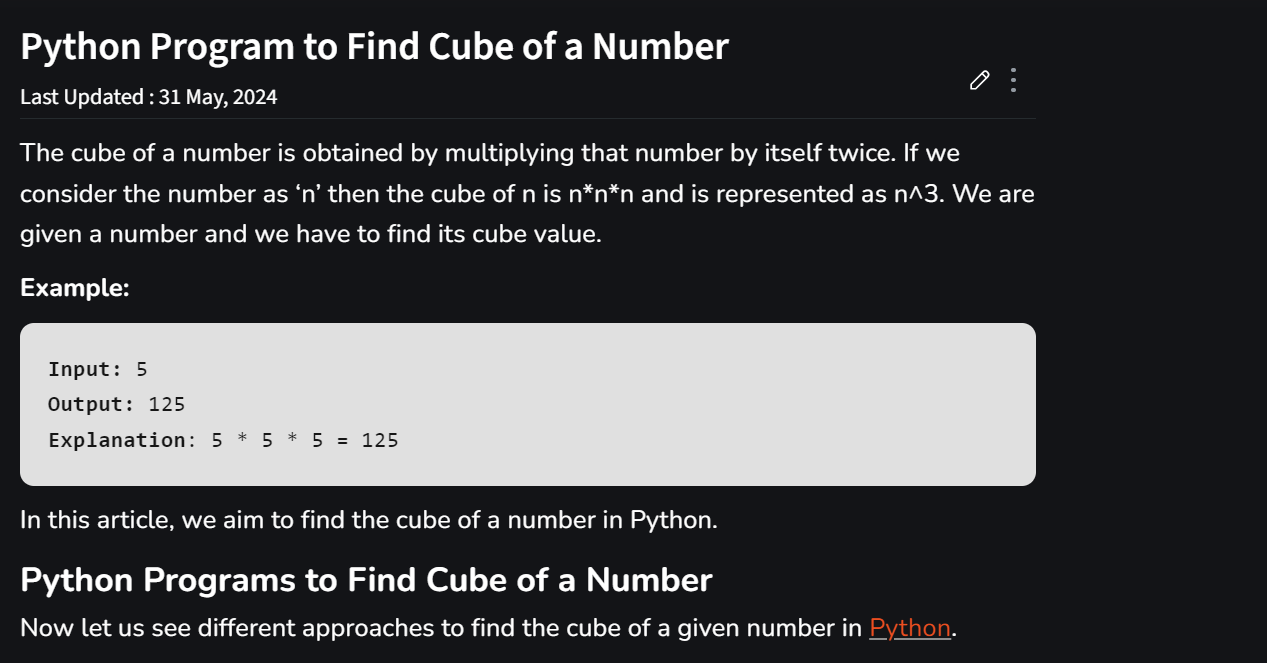 Python Program to Find Cube of a Number
Last Updated : 31 May, 2024
The cube of a number is obtained by multiplying that number by itself twice. If we
consider the number as ‘n’ then the cube of n is n*n*n and is represented as n^3. We are
given a number and we have to find its cube value.
Example:
Input: 5
Output: 125
Explanation: 5 * 5 * 5 = 125
In this article, we aim to find the cube of a number in Python.
Python Programs to Find Cube of a Number
Now let us see different approaches to find the cube of a given number in Python.